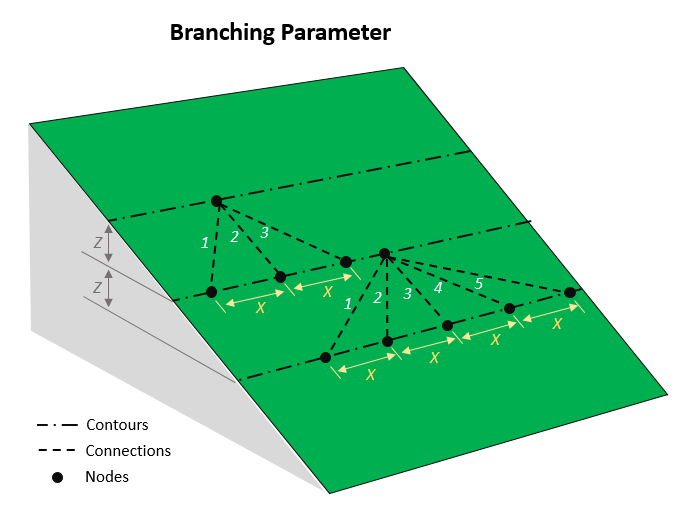 Branching Parameter
Z
Z
1
2
3
X
X
1
2
3
4
5
X
X
X
X
Contours
Connections
Nodes